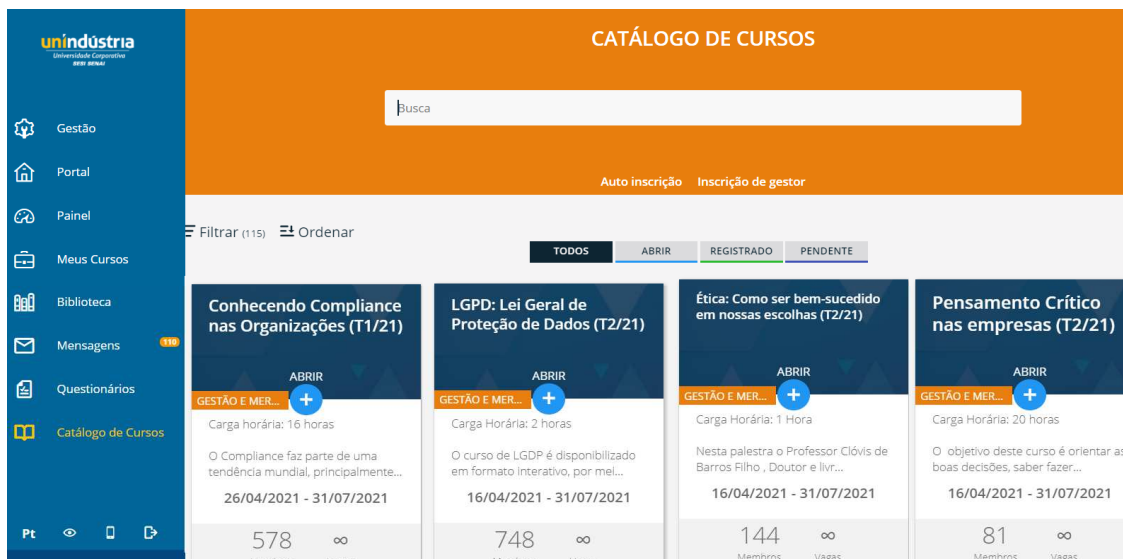 unindústria
Universidade Corporativa
SESI SENAI
Gestão
Portal
Painel
Meus Cursos
Biblioteca
Mensagens 110
Questionários
Catálogo de Cursos
Pt
CATÁLOGO DE CURSOS
Busca
Auto inscrição Inscrição de gestor
Filtrar (115) Ordenar
TODOS ABRIR REGISTRADO PENDENTE
Conhecendo Compliance
nas Organizações (T1/21)
ABRIR
GESTÃO E MER...
Carga horária: 16 horas
O Compliance faz parte de uma
tendência mundial, principalmente...
26/04/2021 - 31/07/2021
578 ∞
LGPD: Lei Geral de
Proteção de Dados (T2/21)
ABRIR
GESTÃO E MER...
Carga Horária: 2 horas
O curso de LGDP é disponibilizado
em formato interativo, por mei...
16/04/2021 - 31/07/2021
748 ∞
Ética: Como ser bem-sucedido
em nossas escolhas (T2/21)
ABRIR
GESTÃO E MER...
Carga Horária: 1 Hora
Nesta palestra o Professor Clóvis de
Barros Filho , Doutor e livr...
16/04/2021 - 31/07/2021
144 ∞
Membros Vagas
Pensamento Crítico
nas empresas (T2/21)
ABRIR
GESTÃO E MER...
Carga Horária: 20 horas
O objetivo deste curso é orientar as
boas decisões, saber fazer...
16/04/2021 - 31/07/2021
81 ∞
Membros Vagas